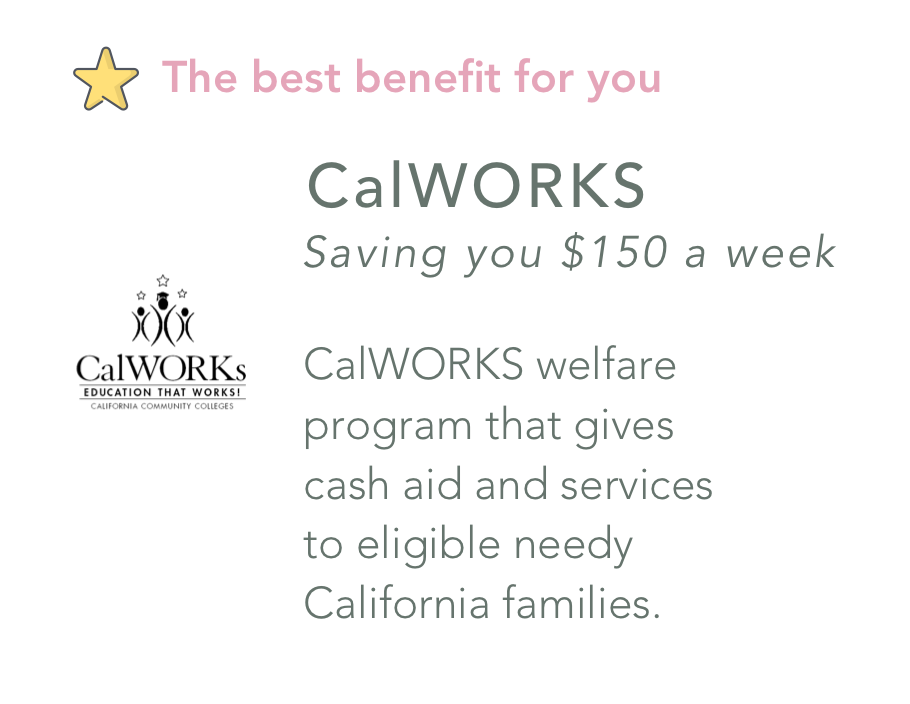 The best benefit for you
CalWORKS
Saving you $150 a week
CalWORKs
EDUCATION THAT WORKS!
CALIFORNIA COMMUNITY COLLEGES
CalWORKS welfare
program that gives
cash aid and services
to eligible needy
California families.